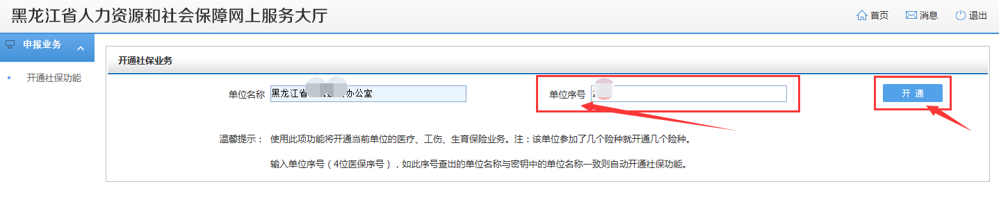 黑龙江省人力资源和社会保障网上服务大厅
首页 消息 退出
申报业务
开通社保功能
开通社保业务
单位名称 黑龙江省 办公室 单位序号 开 通
温馨提示： 使用此项功能将开通当前单位的医疗、工伤、生育保险业务。注：该单位参加了几个险种就开通几个险种。
输入单位序号（4位医保序号），如此序号查出的单位名称与密钥中的单位名称一致则自动开通社保功能。